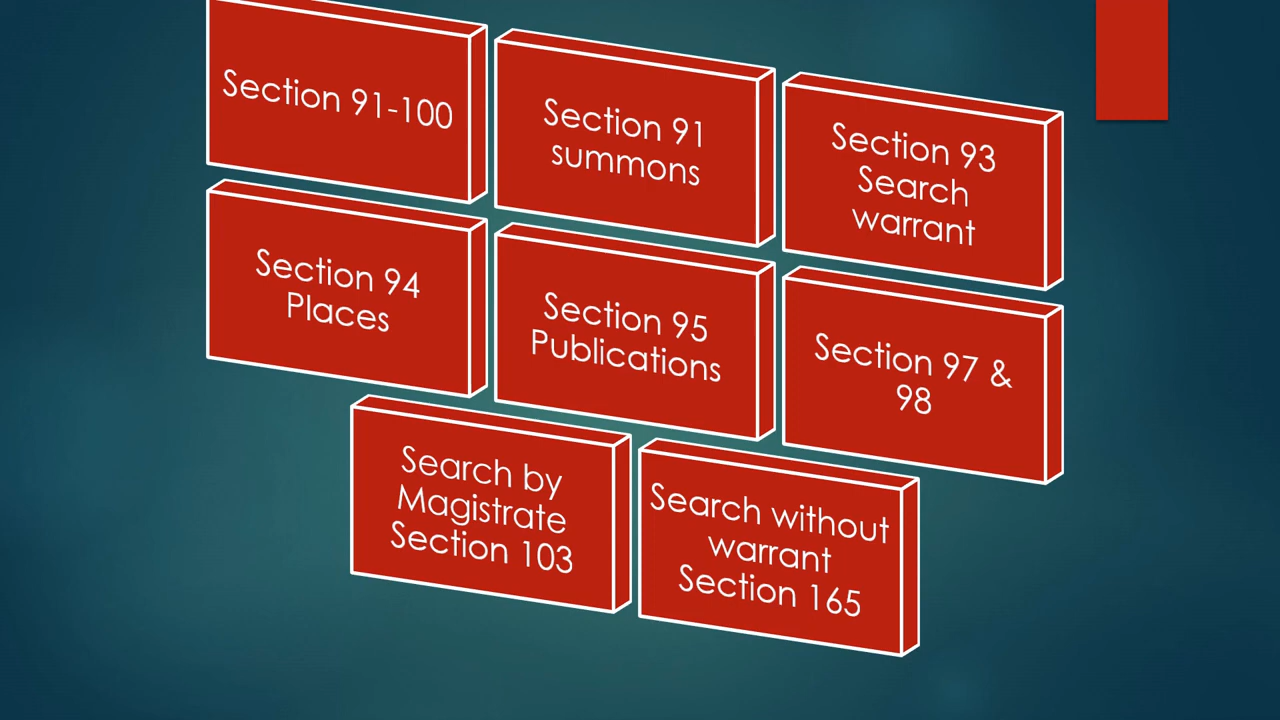 Section 91-100
Section 91
summons
Section 93
Search
warrant
Section 94
Places
Section 95
Publications
Section 97 &
98
Search by
Magistrate
Section 103
Search without
warrant
Section 165